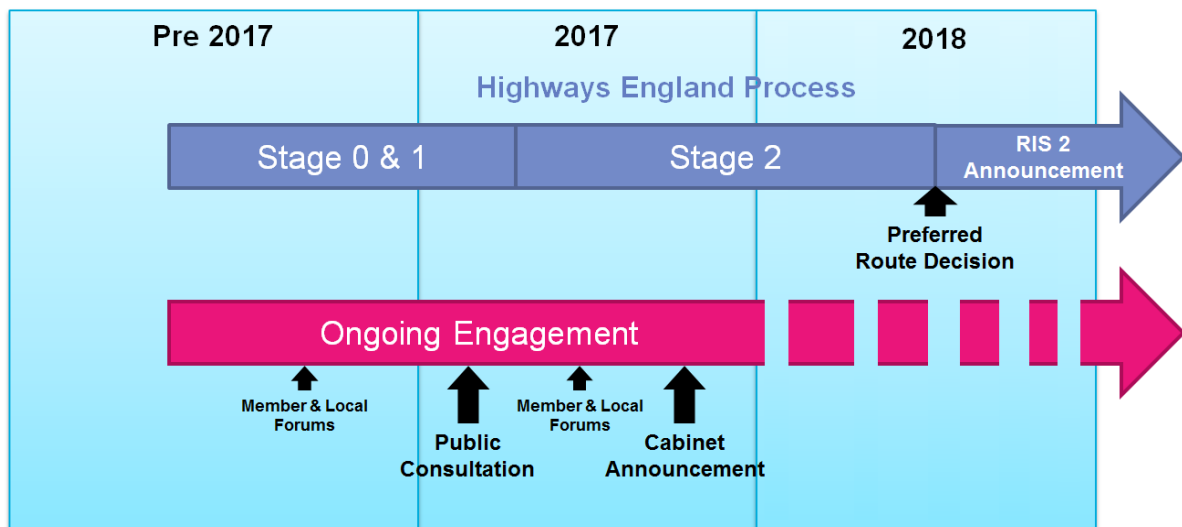 Pre 2017
2017
2018
Highways England Process
Stage 0 & 1
Stage 2
RIS 2
Announcement
Preferred
Route Decision
Ongoing Engagement
Member & Local
Forums
Public
Consultation
Member & Local
Forums
Cabinet
Announcement